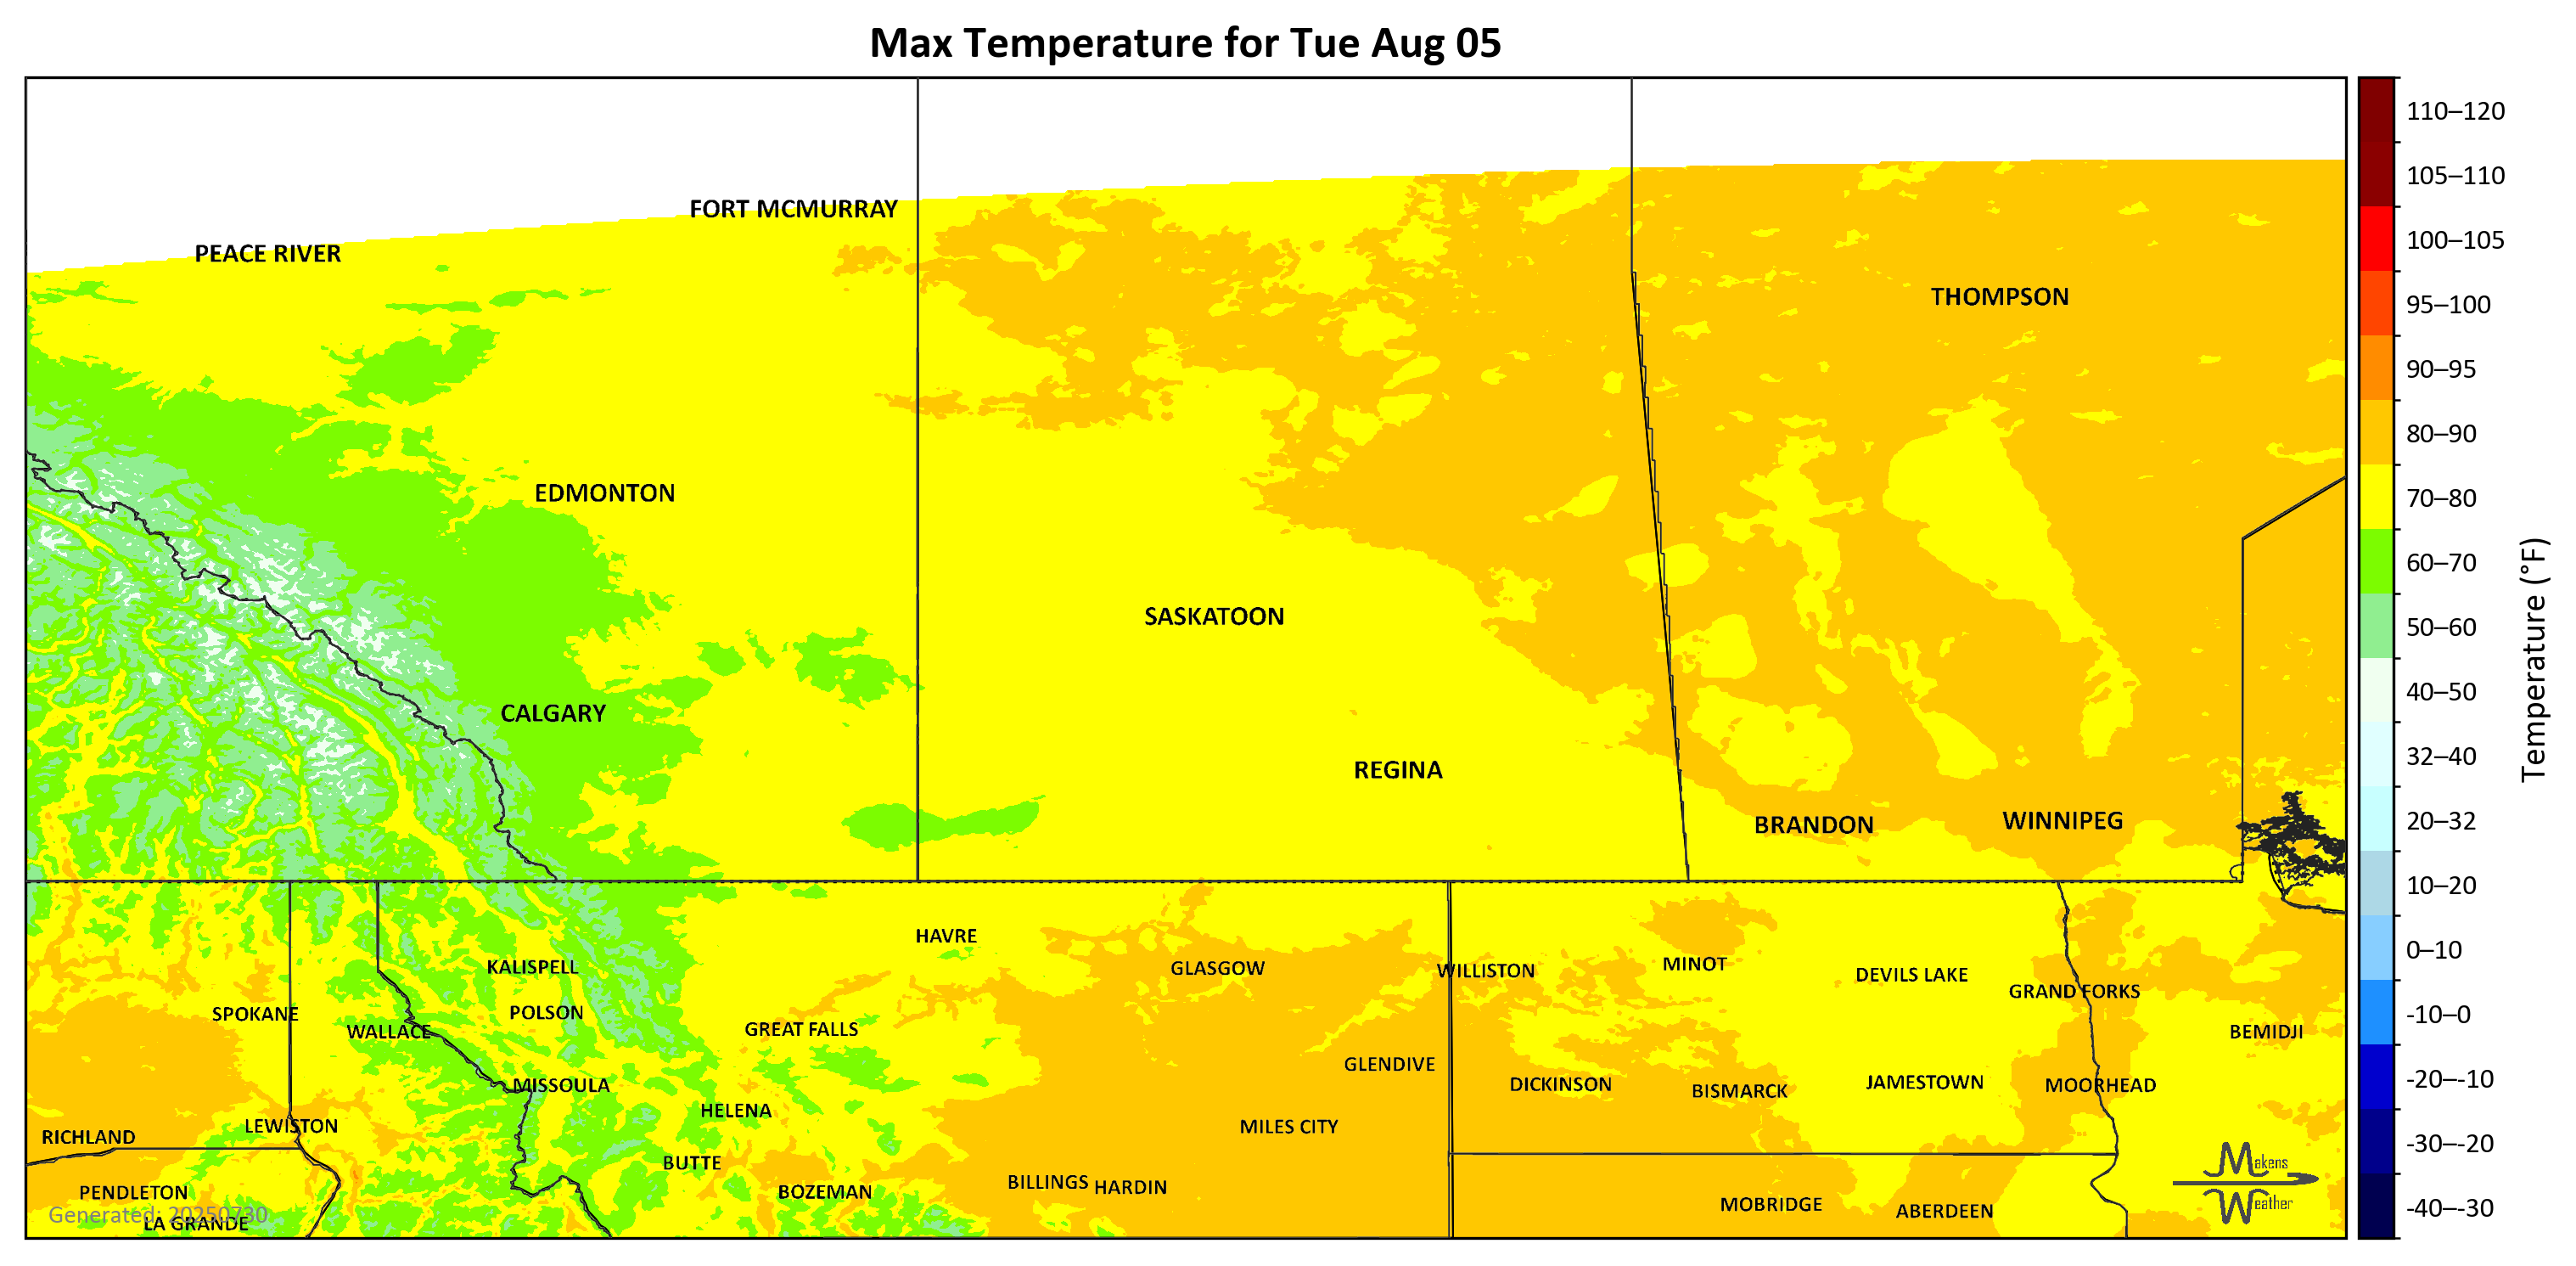 Max Temperature for Tue Aug 05
FORT MCMURRAY
PEACE RIVER
THOMPSON
EDMONTON
SASKATOON
CALGARY
REGINA
BRANDON
WINNIPEG
HAVRE
KALISPELL
GLASGOW
WILLISTON
MINOT
DEVILS LAKE
GRAND FORKS
SPOKANE
POLSON
WALLACE
GREAT FALLS
BEMIDJI
GLENDIVE
MISSOULA
DICKINSON
BISMARCK
JAMESTOWN
MOORHEAD
HELENA
LEWISTON
MILES CITY
RICHLAND
BUTTE
BILLINGS
HARDIN
PENDLETON
BOZEMAN
MOBRIDGE
ABERDEEN
Generated: 20250730
LA GRANDE
Makens
Weather
110–120
105–110
100–105
95–100
90–95
80–90
70–80
60–70
50–60
40–50
32–40
20–32
10–20
0–10
-10–0
-20–-10
-30–-20
-40–-30
Temperature (°F)